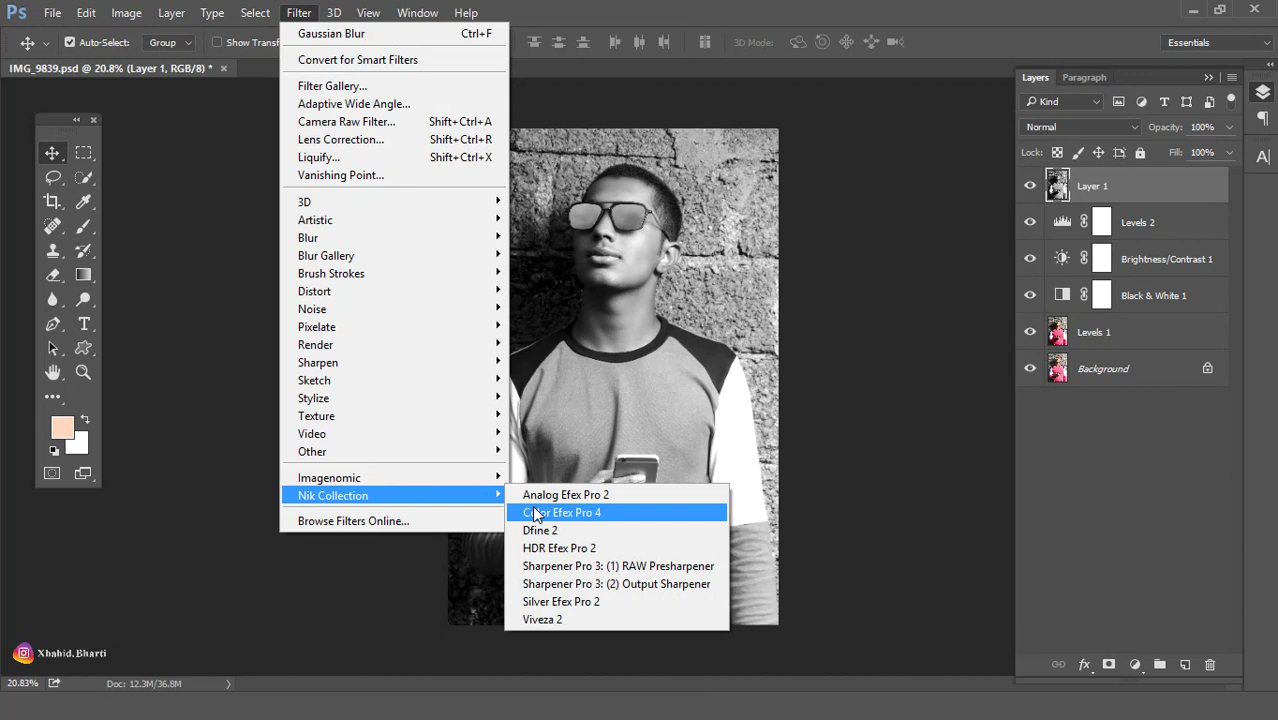 Ps File Edit Image Layer Type Select Filter 3D View Window Help
Auto-Select: Group Show Transf 3D Mode: Essentials
IMG_9839.psd @ 20.8% (Layer 1, RGB/8) * ×
Gaussian Blur Ctrl+F
Convert for Smart Filters
Filter Gallery...
Adaptive Wide Angle...
Camera Raw Filter... Shift+Ctrl+A
Lens Correction... Shift+Ctrl+R
Liquify... Shift+Ctrl+X
Vanishing Point...
3D
Artistic
Blur
Blur Gallery
Brush Strokes
Distort
Noise
Pixelate
Render
Sharpen
Sketch
Stylize
Texture
Video
Other
Imagenomic
Nik Collection
Browse Filters Online...
Analog Efex Pro 2
Color Efex Pro 4
Dfine 2
HDR Efex Pro 2
Sharpener Pro 3: (1) RAW Presharpener
Sharpener Pro 3: (2) Output Sharpener
Silver Efex Pro 2
Viveza 2
Layers Paragraph
Kind
Normal Opacity: 100%
Lock: Fill: 100%
Layer 1
Levels 2
Brightness/Contrast 1
Black & White 1
Levels 1
Background
fx
Xhahid_Bharti
20.83% Doc: 12.3M/36.8M